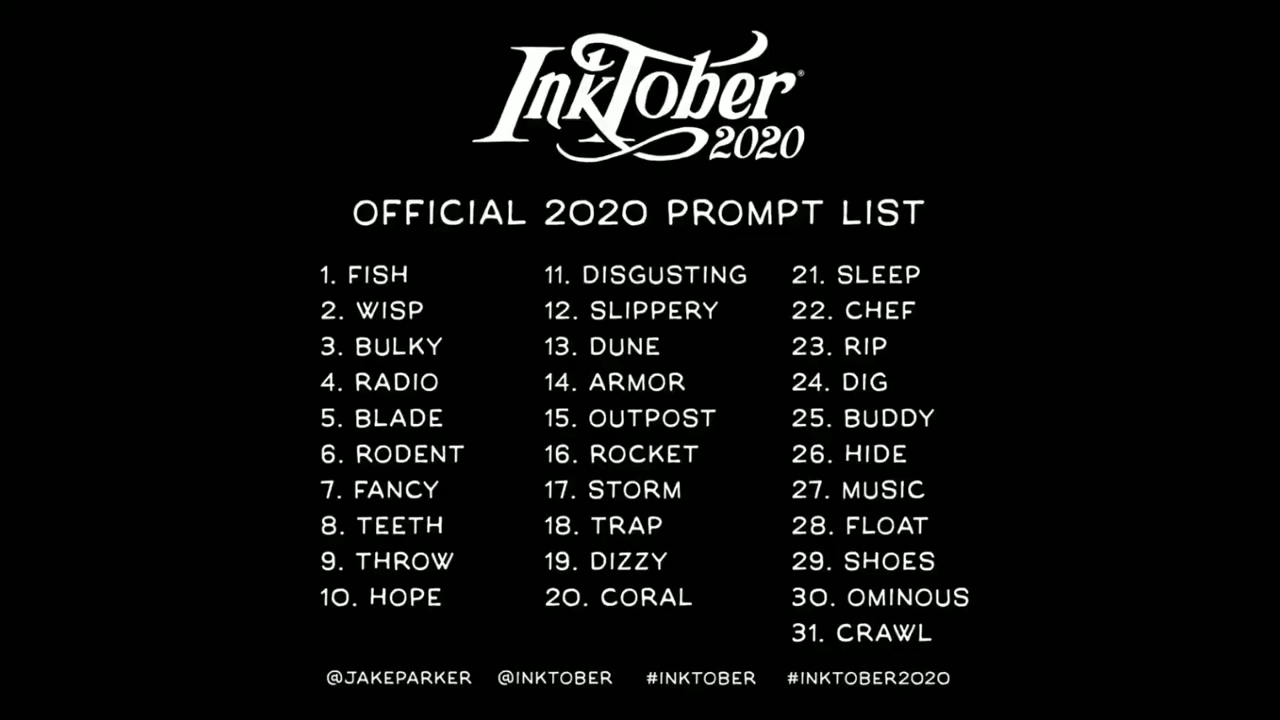 InkTober®
2020
OFFICIAL 2020 PROMPT LIST
1. FISH
2. WISP
3. BULKY
4. RADIO
5. BLADE
6. RODENT
7. FANCY
8. TEETH
9. THROW
10. HOPE
11. DISGUSTING
12. SLIPPERY
13. DUNE
14. ARMOR
15. OUTPOST
16. ROCKET
17. STORM
18. TRAP
19. DIZZY
20. CORAL
21. SLEEP
22. CHEF
23. RIP
24. DIG
25. BUDDY
26. HIDE
27. MUSIC
28. FLOAT
29. SHOES
30. OMINOUS
31. CRAWL
@JAKEPARKER @INKTOBER #INKTOBER #INKTOBER2020